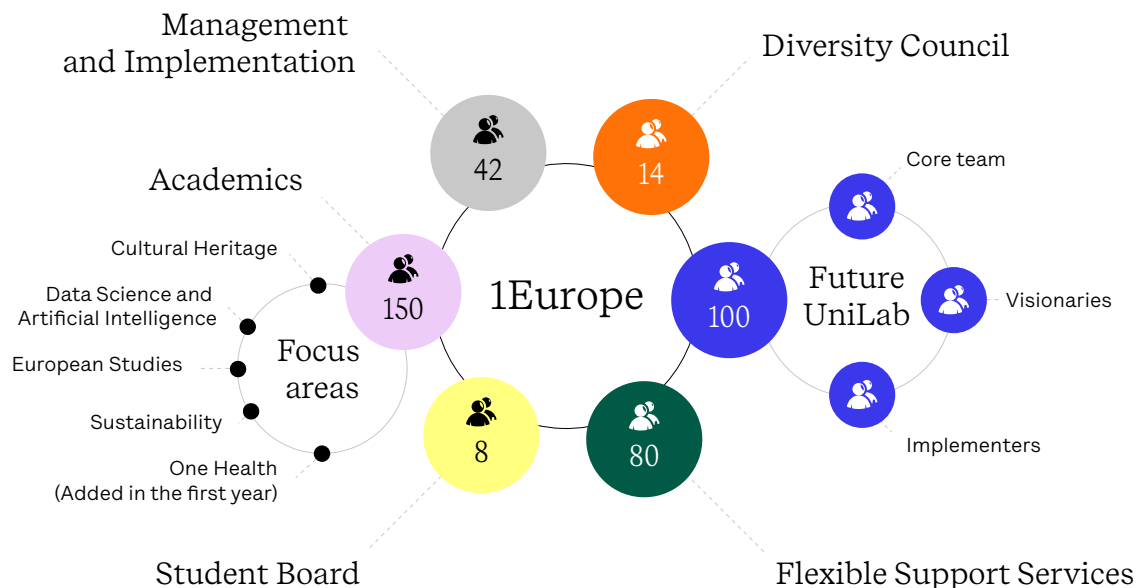 Management
and Implementation
Diversity Council
42
14
Core team
Academics
Cultural Heritage
Data Science and
Artificial Intelligence
European Studies
Sustainability
One Health
(Added in the first year)
Focus
areas
150
1Europe
100
Future
UniLab
Visionaries
Implementers
8
80
Student Board
Flexible Support Services